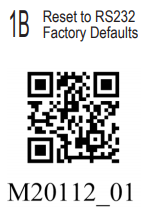 1B Reset to RS232
Factory Defaults
M20112_01